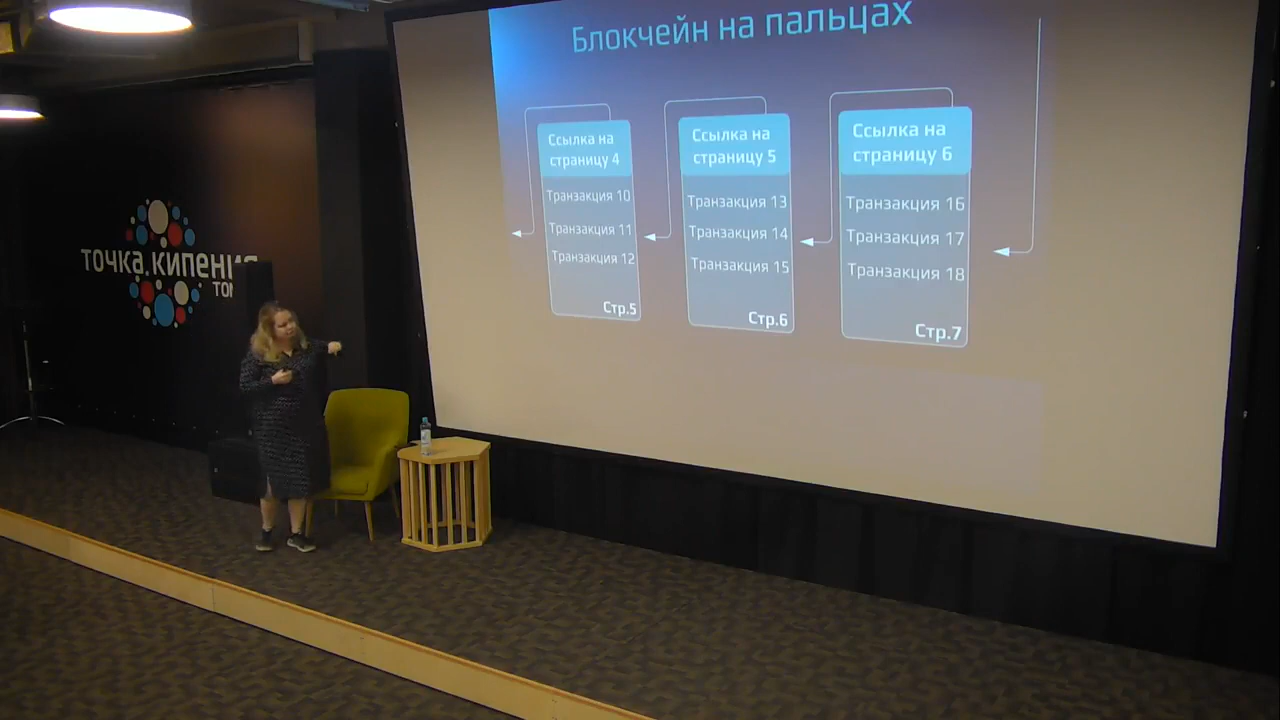 Блокчейн на пальцах
Ссылка на
страницу 4
Транзакция 10
Транзакция 11
Транзакция 12
Стр.5
Ссылка на
страницу 5
Транзакция 13
Транзакция 14
Транзакция 15
Стр.6
Ссылка на
страницу 6
Транзакция 16
Транзакция 17
Транзакция 18
Стр.7
точка кипения